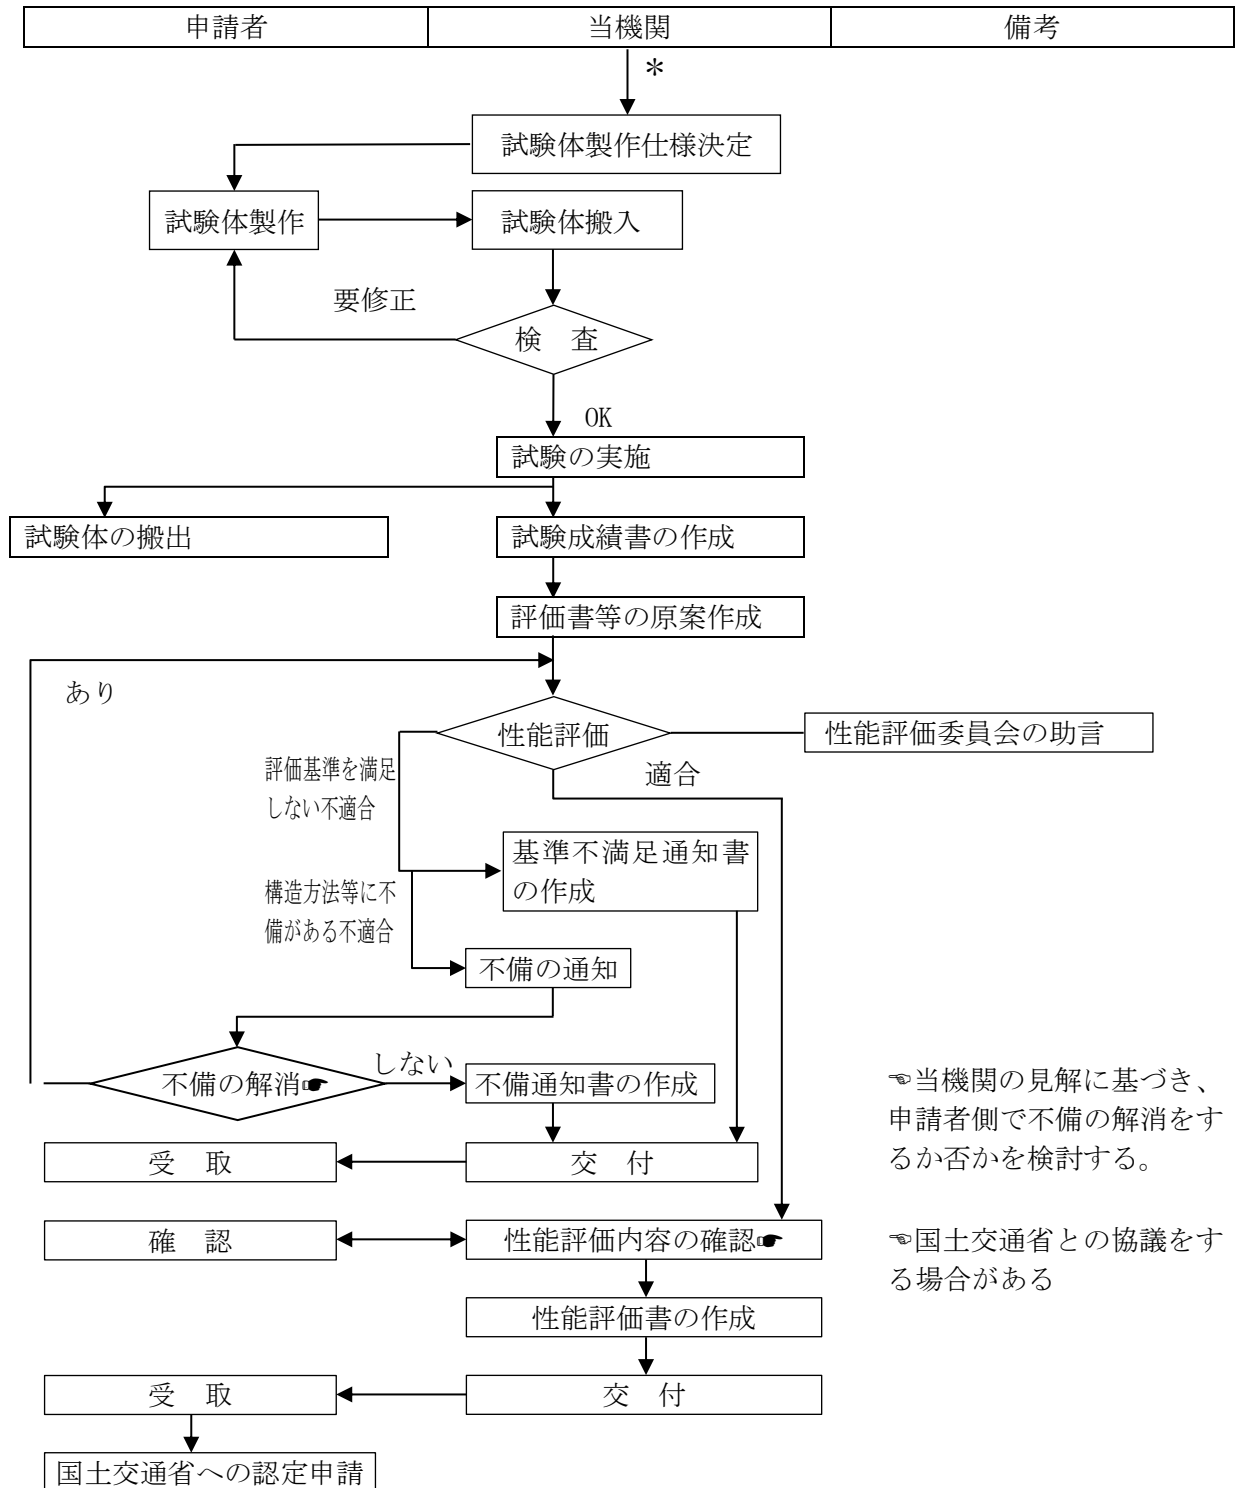 申請者
当機関
備考
＊
試験体製作仕様決定
試験体製作
試験体搬入
要修正
検　査
OK
試験の実施
試験体の搬出
試験成績書の作成
評価書等の原案作成
あり
性能評価
性能評価委員会の助言
適合
評価基準を満足
しない不適合
基準不満足通知書
の作成
構造方法等に不
備がある不適合
不備の通知
不備の解消☛
しない
不備通知書の作成
☜当機関の見解に基づき、
申請者側で不備の解消をす
るか否かを検討する。
受　取
交　付
確　認
性能評価内容の確認☛
☜国土交通省との協議をす
る場合がある
性能評価書の作成
受　取
交　付
国土交通省への認定申請